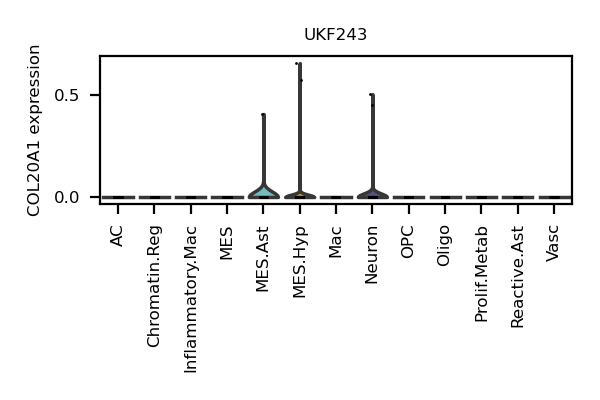 UKF243
COL20A1 expression
0.5
0.0
AC
Chromatin.Reg
Inflammatory.Mac
MES
MES.Ast
MES.Hyp
Mac
Neuron
OPC
Oligo
Prolif.Metab
Reactive.Ast
Vasc